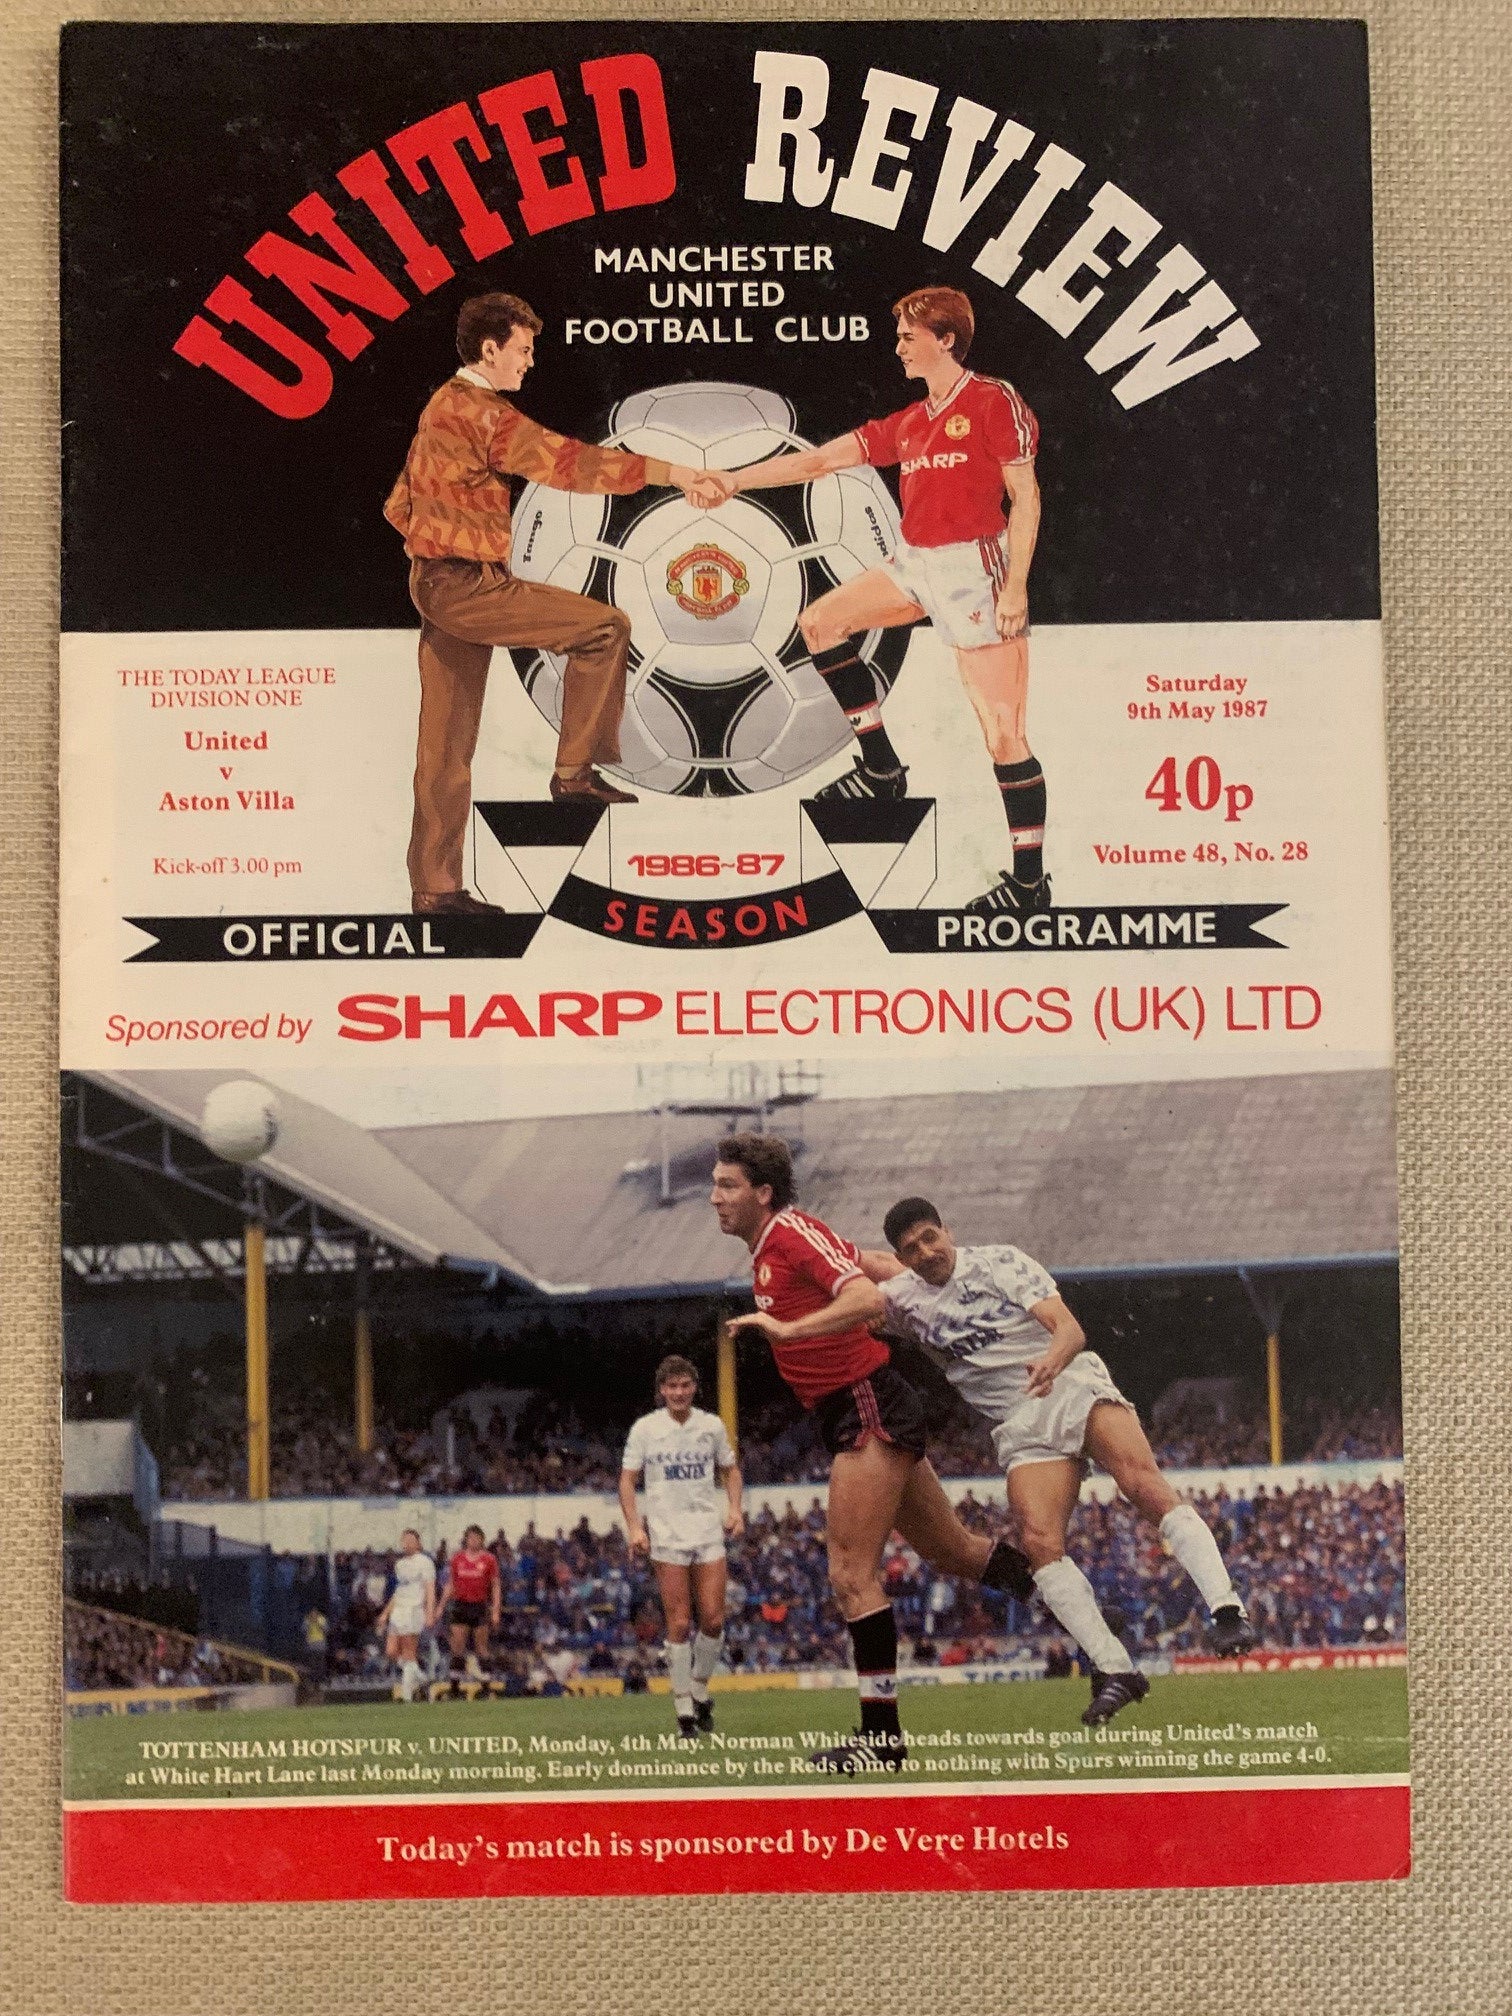 UNITED REVIEW
MANCHESTER
UNITED
FOOTBALL CLUB
SHARP
Tango
adidas
THE TODAY LEAGUE
DIVISION ONE
United
v
Aston Villa
Kick-off 3.00 pm
Saturday
9th May 1987
40p
Volume 48, No. 28
1986~87
SEASON
OFFICIAL
PROGRAMME
Sponsored by SHARP ELECTRONICS (UK) LTD
HOLSTEN
TOTTENHAM HOTSPUR v. UNITED, Monday, 4th May. Norman Whiteside heads towards goal during United's match
at White Hart Lane last Monday morning. Early dominance by the Reds came to nothing with Spurs winning the game 4-0.
Today's match is sponsored by De Vere Hotels